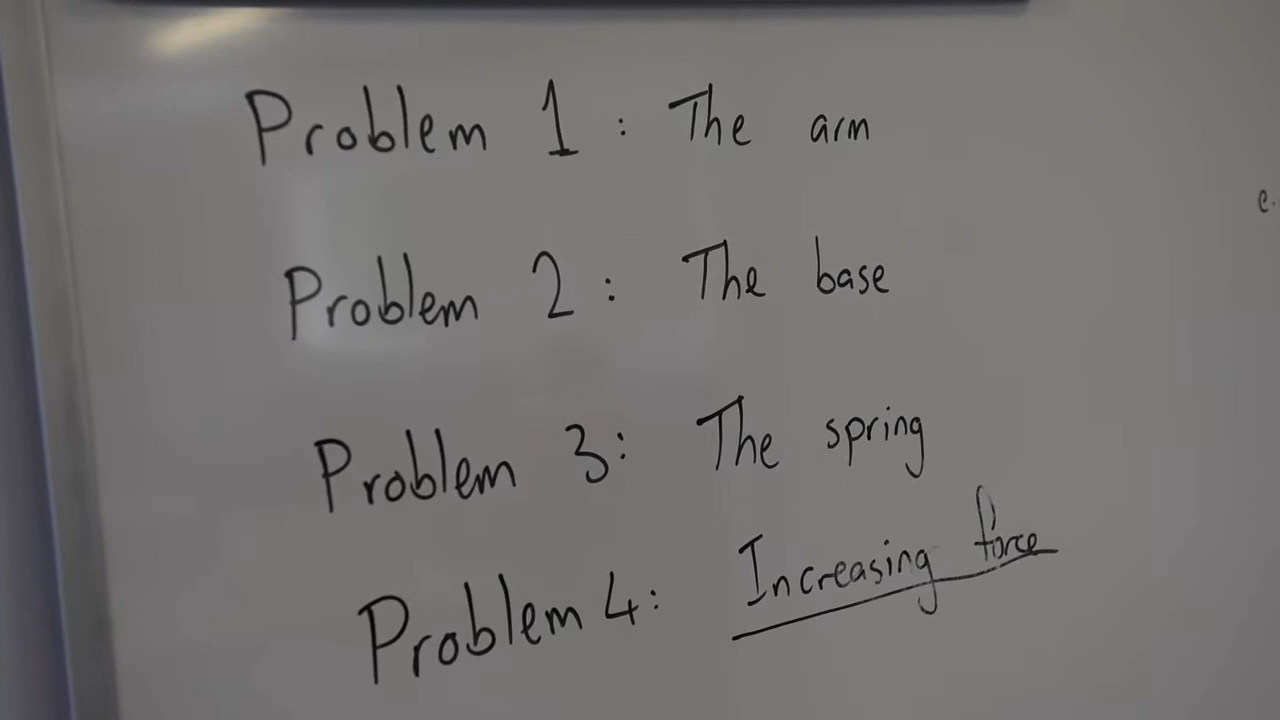 Problem 1 : The arm
Problem 2 : The base
Problem 3: The spring
Problem 4: Increasing force
e.